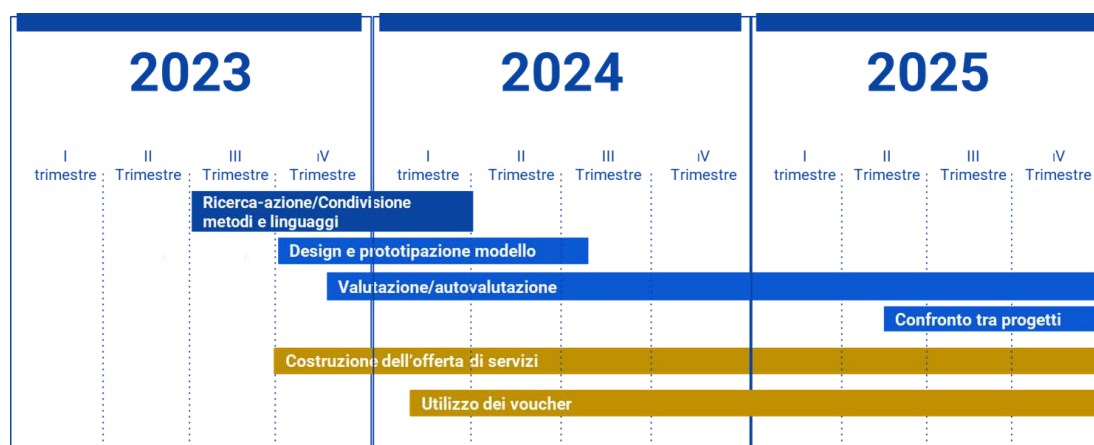 2023 2024 2025
I II III IV I II III IV I II III IV
trimestre Trimestre Trimestre Trimestre trimestre Trimestre Trimestre Trimestre trimestre Trimestre Trimestre Trimestre
Ricerca-azione/Condivisione
metodi e linguaggi
Design e prototipazione modello
Valutazione/autovalutazione
Confronto tra progetti
Costruzione dell'offerta di servizi
Utilizzo dei voucher